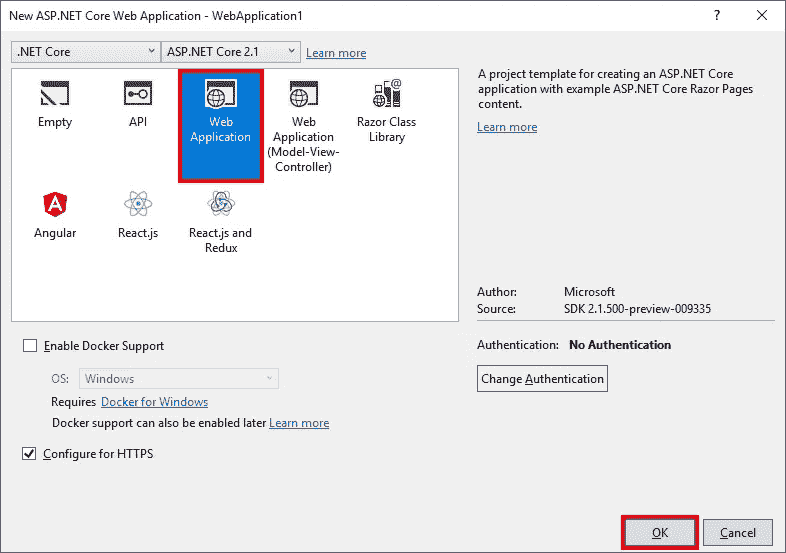 New ASP.NET Core Web Application - WebApplication1
?
.NET Core
ASP.NET Core 2.1
Learn more
Empty
API
Web
Application
Web
Application
(Model-View-
Controller)
Razor Class
Library
Angular
React.js
React.js and
Redux
A project template for creating an ASP.NET Core
application with example ASP.NET Core Razor Pages
content.
Learn more
Author: Microsoft
Source: SDK 2.1.500-preview-009335
Authentication: No Authentication
Change Authentication
Enable Docker Support
OS: Windows
Requires Docker for Windows
Docker support can also be enabled later Learn more
Configure for HTTPS
OK
Cancel